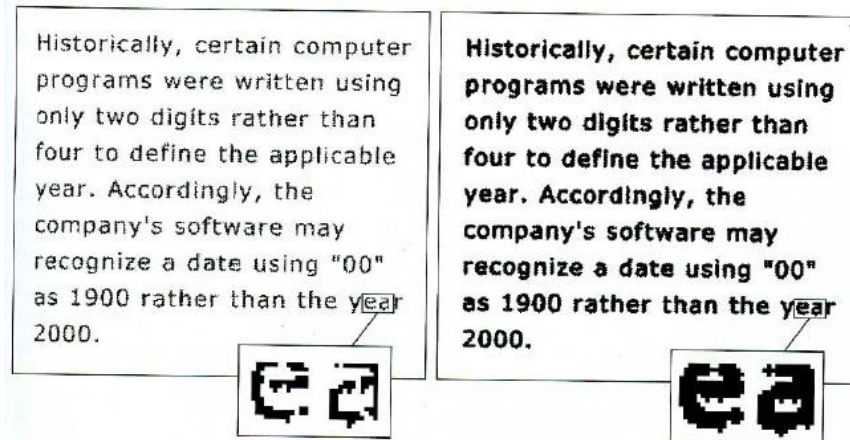 Historically, certain computer
programs were written using
only two digits rather than
four to define the applicable
year. Accordingly, the
company's software may
recognize a date using "00"
as 1900 rather than the year
2000.
ea
Historically, certain computer
programs were written using
only two digits rather than
four to define the applicable
year. Accordingly, the
company's software may
recognize a date using "00"
as 1900 rather than the year
2000.
ea